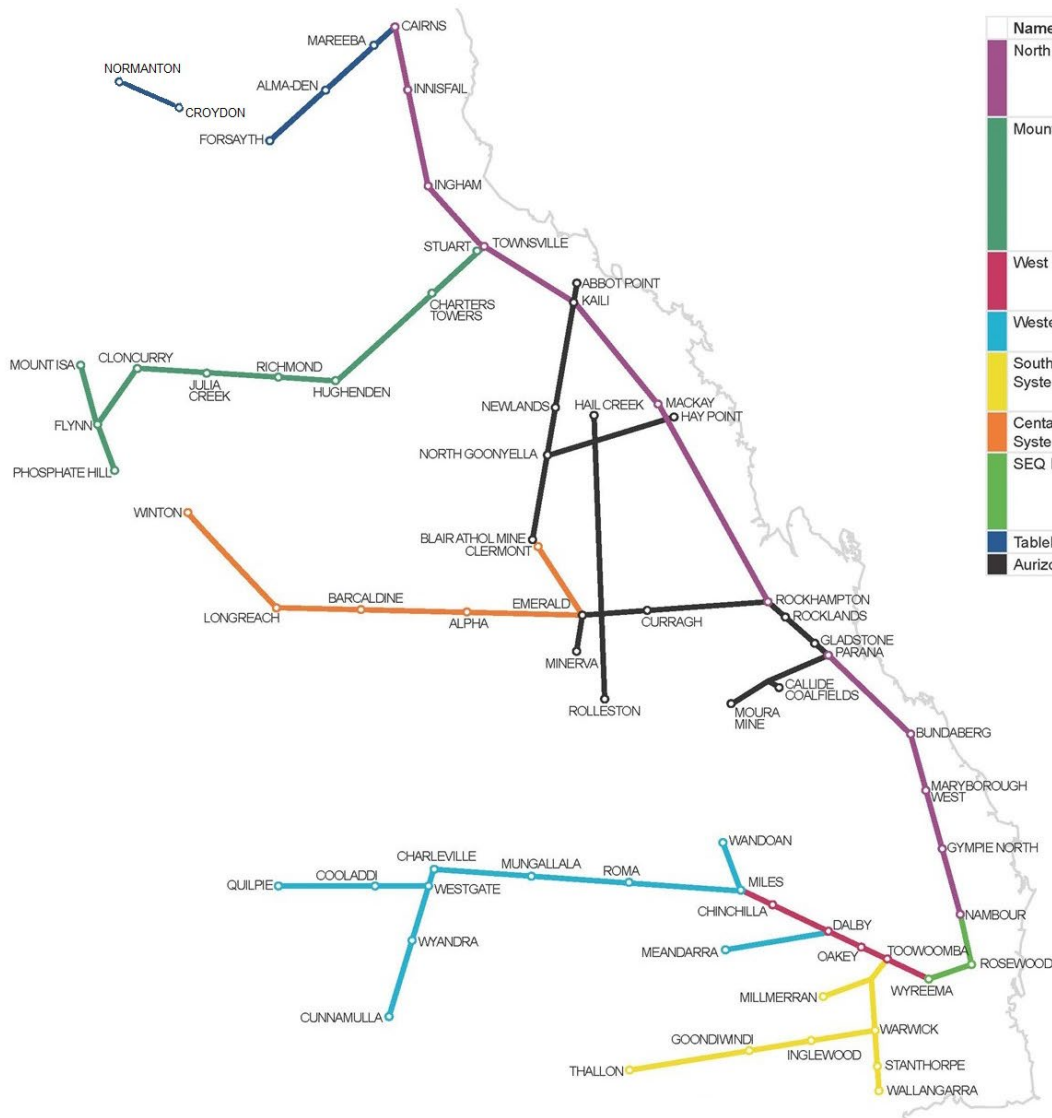 CAIRNS
MAREEBA
NORMANTON
ALMA-DEN
INNISFAIL
CROYDON
FORSAYTH
INGHAM
STUART
TOWNSVILLE
ABBOT POINT
KAILI
CHARTERS
TOWERS
MOUNT ISA
CLONCURRY
JULIA
CREEK
RICHMOND
HUGHENDEN
NEWLANDS
HAIL CREEK
MACKAY
HAY POINT
FLYNN
NORTH GOONYELLA
PHOSPHATE HILL
WINTON
BLAIR ATHOL MINE
CLERMONT
LONGREACH
BARCALDINE
ALPHA
EMERALD
CURRAGH
ROCKHAMPTON
ROCKLANDS
GLADSTONE
PARANA
MINERVA
ROLLESTON
CALLIDE
COALFIELDS
MOURA
MINE
BUNDABERG
MARYBOROUGH
WEST
GYMPIE NORTH
WANDOAN
CHARLEVILLE
MUNGALLALA
ROMA
MILES
QUILPIE
COOLADDI
WESTGATE
CHINCHILLA
NAMBOUR
DALBY
WYANDRA
MEANDARRA
OAKEY
TOOWOOMBA
ROSEWOOD
WYREEMA
MILLMERRAN
CUNNAMULLA
WARWICK
GOONDIWINDI
INGLEWOOD
STANTHORPE
THALLON
WALLANGARRA
Name
North
Mount
West
Weste
South
Syste
Centa
Syste
SEQ
Tablel
Aurizo